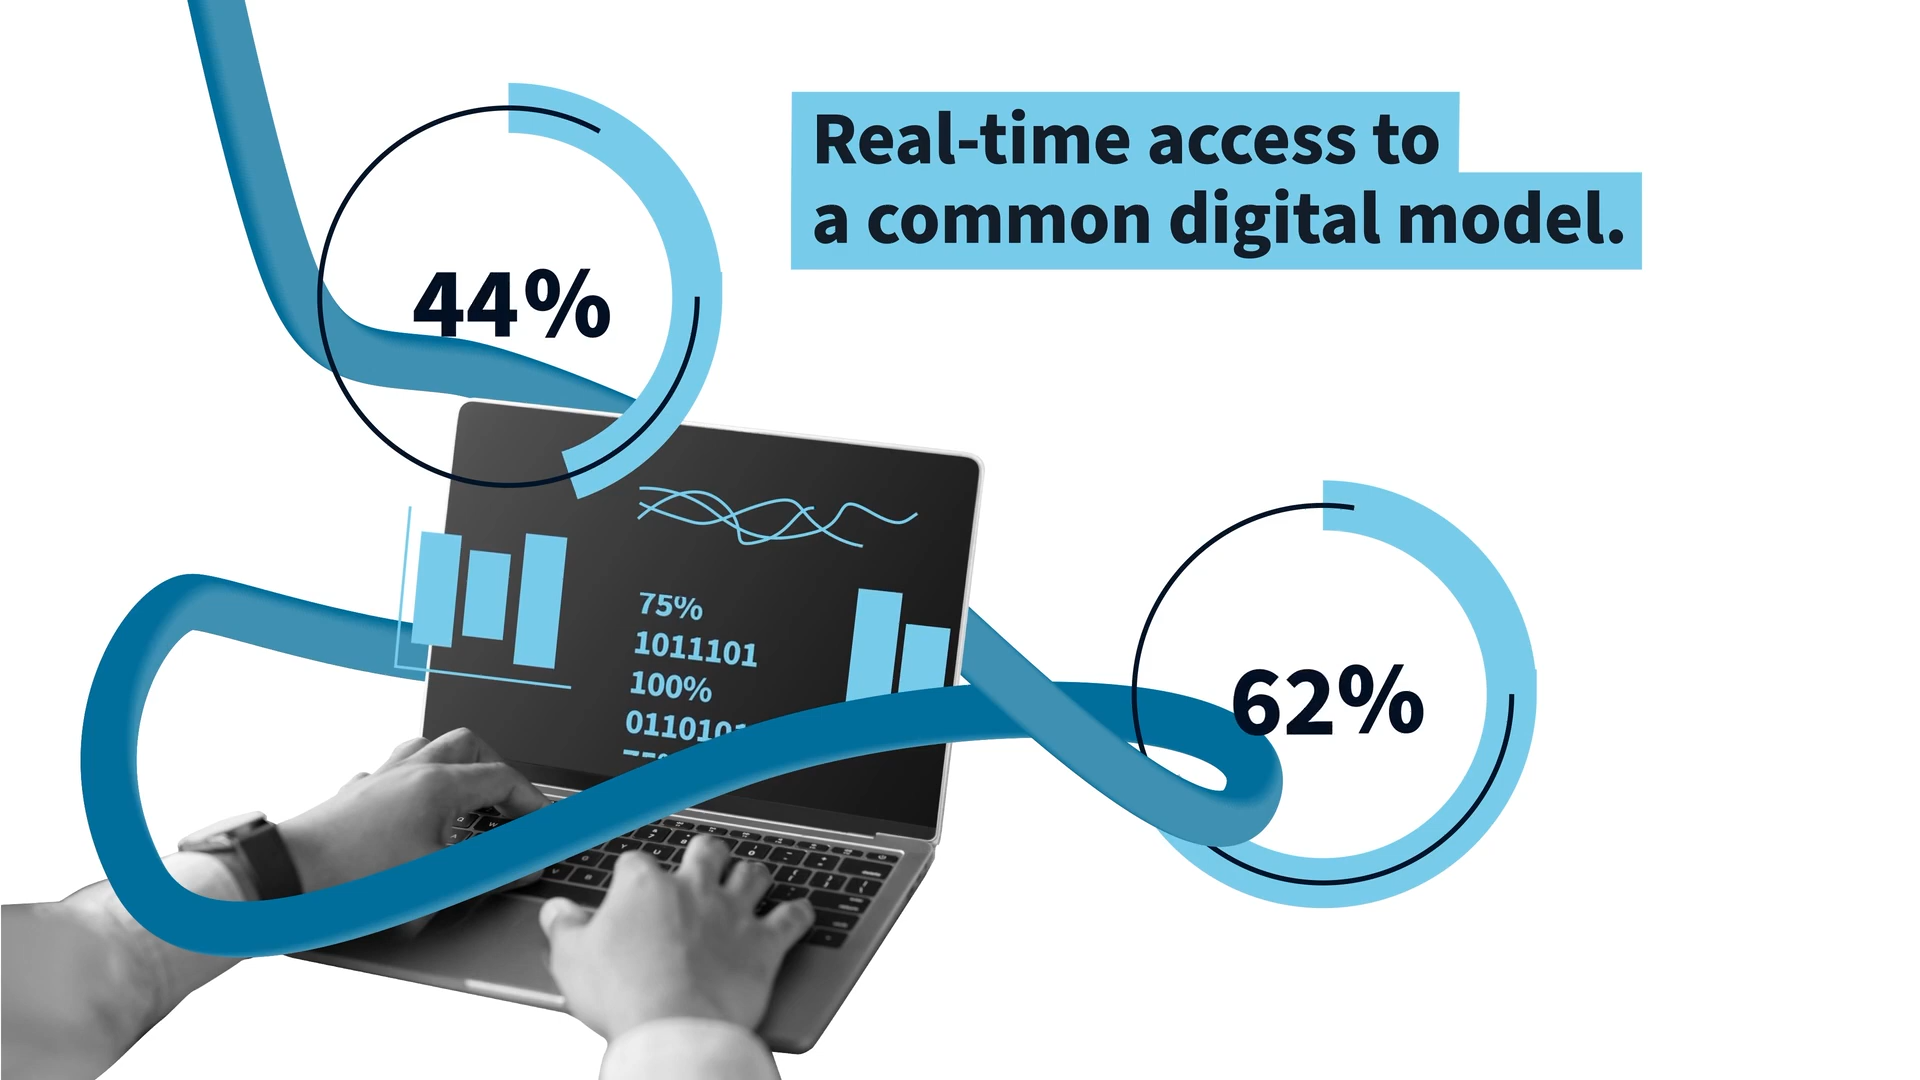 Real-time access to
a common digital model.
44%
75%
1011101
100%
62%